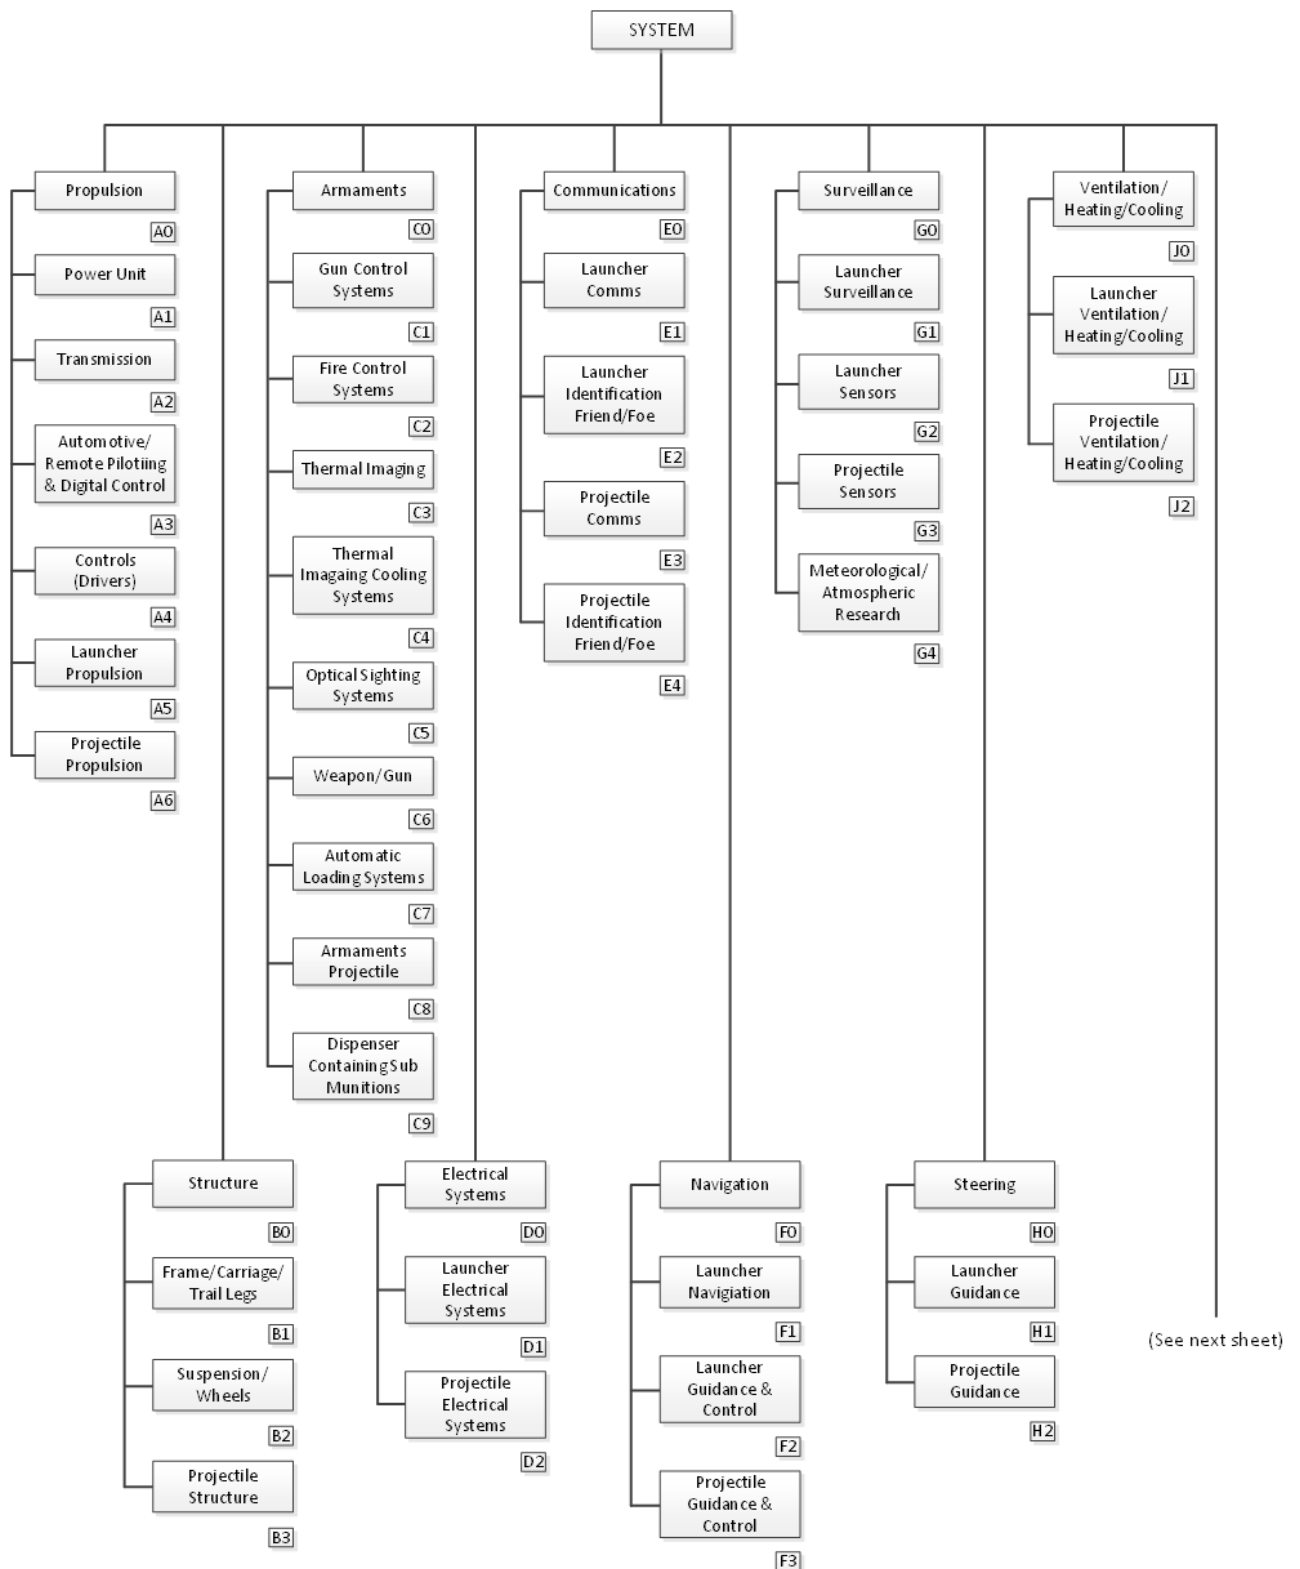 SYSTEM
Propulsion
A0
Power Unit
A1
Transmission
A2
Automotive/
Remote Pilotiing
& Digital Control
A3
Controls
(Drivers)
A4
Launcher
Propulsion
A5
Projectile
Propulsion
A6
Armaments
C0
Gun Control
Systems
C1
Fire Control
Systems
C2
Thermal Imaging
C3
Thermal
Imagaing Cooling
Systems
C4
Optical Sighting
Systems
C5
Weapon/Gun
C6
Automatic
Loading Systems
C7
Armaments
Projectile
C8
Dispenser
Containing Sub
Munitions
C9
Communications
E0
Launcher
Comms
E1
Launcher
Identification
Friend/Foe
E2
Projectile
Comms
E3
Projectile
Identification
Friend/Foe
E4
Surveillance
G0
Launcher
Surveillance
G1
Launcher
Sensors
G2
Projectile
Sensors
G3
Meteorological/
Atmospheric
Research
G4
Ventilation/
Heating/Cooling
J0
Launcher
Ventilation/
Heating/Cooling
J1
Projectile
Ventilation/
Heating/Cooling
J2
Structure
B0
Frame/Carriage/
Trail Legs
B1
Suspension/
Wheels
B2
Projectile
Structure
B3
Electrical
Systems
D0
Launcher
Electrical
Systems
D1
Projectile
Electrical
Systems
D2
Navigation
F0
Launcher
Navigiation
F1
Launcher
Guidance &
Control
F2
Projectile
Guidance &
Control
F3
Steering
H0
Launcher
Guidance
H1
Projectile
Guidance
H2
(See next sheet)